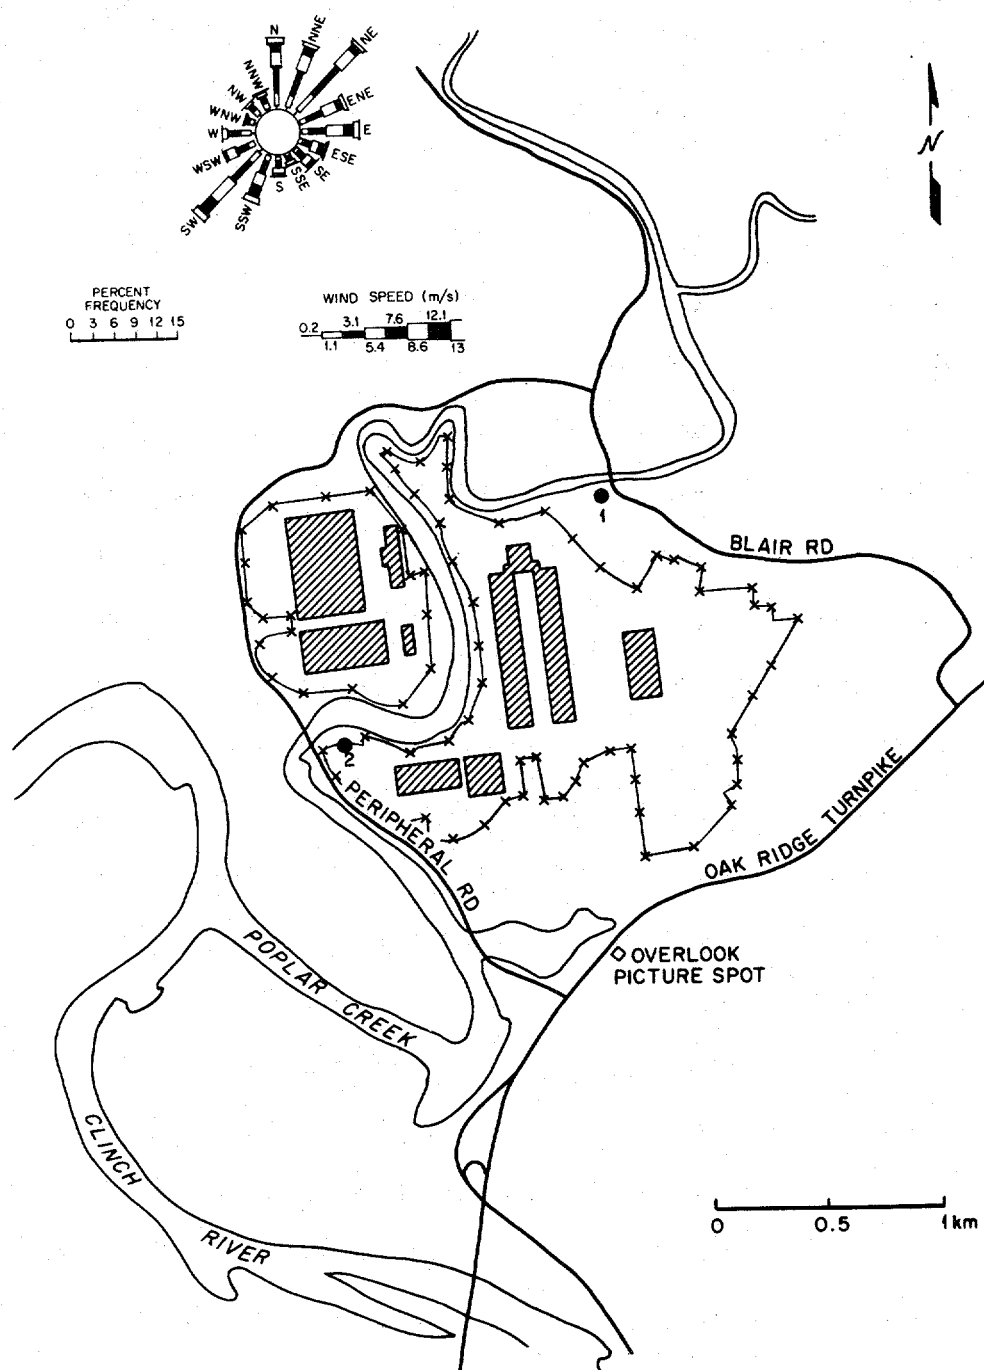 N
NNE
NE
ENE
E
ESE
SE
SSE
S
SSW
SW
WSW
W
WNW
NW
NNW
N
PERCENT
FREQUENCY
0 3 6 9 12 15
WIND SPEED (m/s)
0.2 3.1 7.6 12.1
1.1 5.4 8.6 13
1
BLAIR RD
2
PERIPHERAL RD
OAK RIDGE TURNPIKE
OVERLOOK
PICTURE SPOT
POPLAR CREEK
CLINCH
RIVER
0 0.5 1km